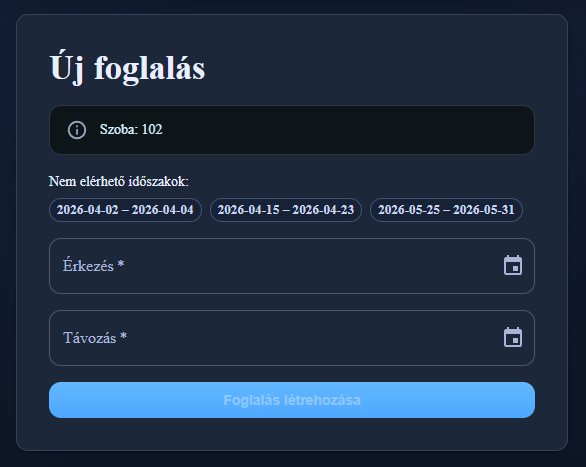 Új foglalás
Szoba: 102
Nem elérhető időszakok:
2026-04-02 – 2026-04-04 2026-04-15 – 2026-04-23 2026-05-25 – 2026-05-31
Érkezés *
Távozás *
Foglalás létrehozása